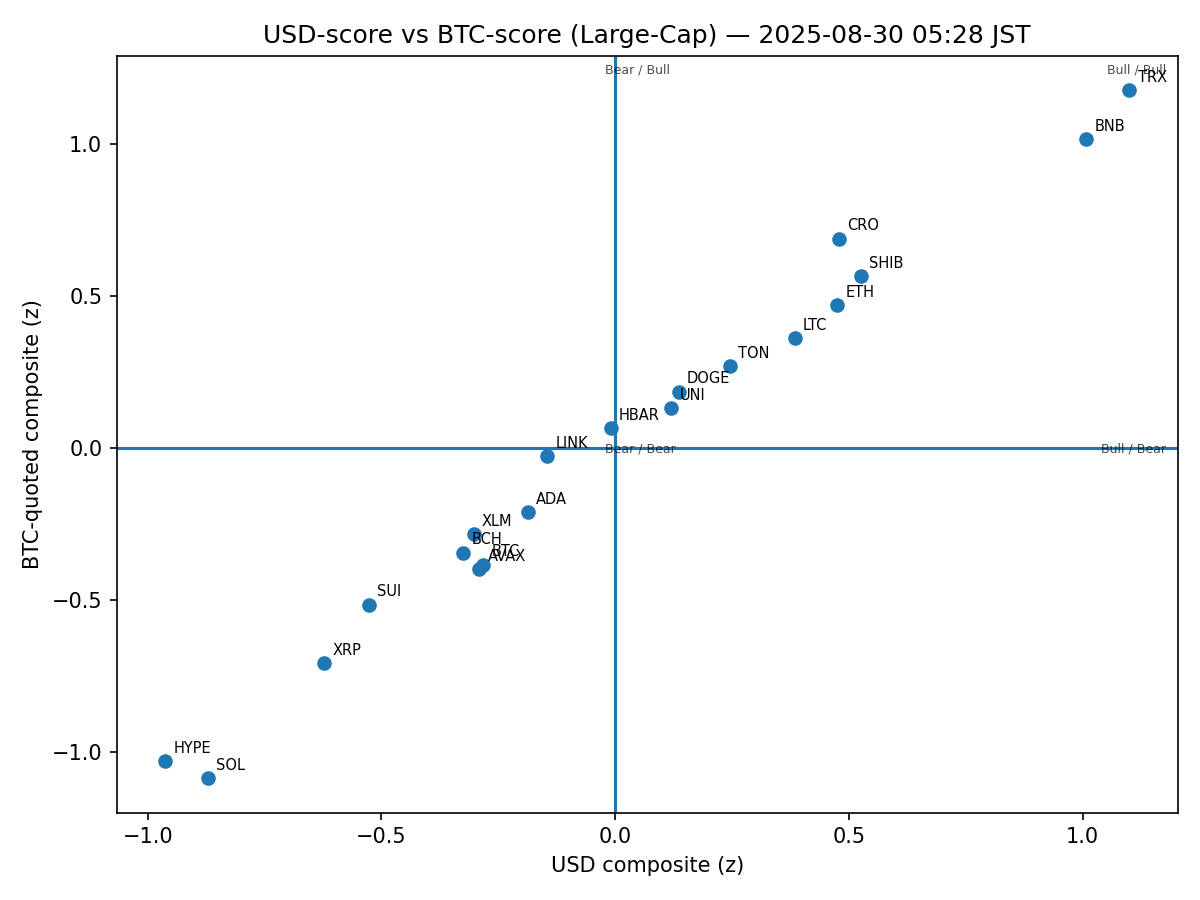 USD-score vs BTC-score (Large-Cap) — 2025-08-30 05:28 JST
Bear / Bull
Bull / Bull
TRX
BNB
CRO
SHIB
ETH
LTC
TON
DOGE
UNI
HBAR
LINK
Bear / Bear
Bull / Bear
ADA
XLM
BCH
BTC
AVAX
SUI
XRP
HYPE
SOL
1.0
0.5
0.0
−0.5
−1.0
BTC-quoted composite (z)
−1.0
−0.5
0.0
0.5
1.0
USD composite (z)